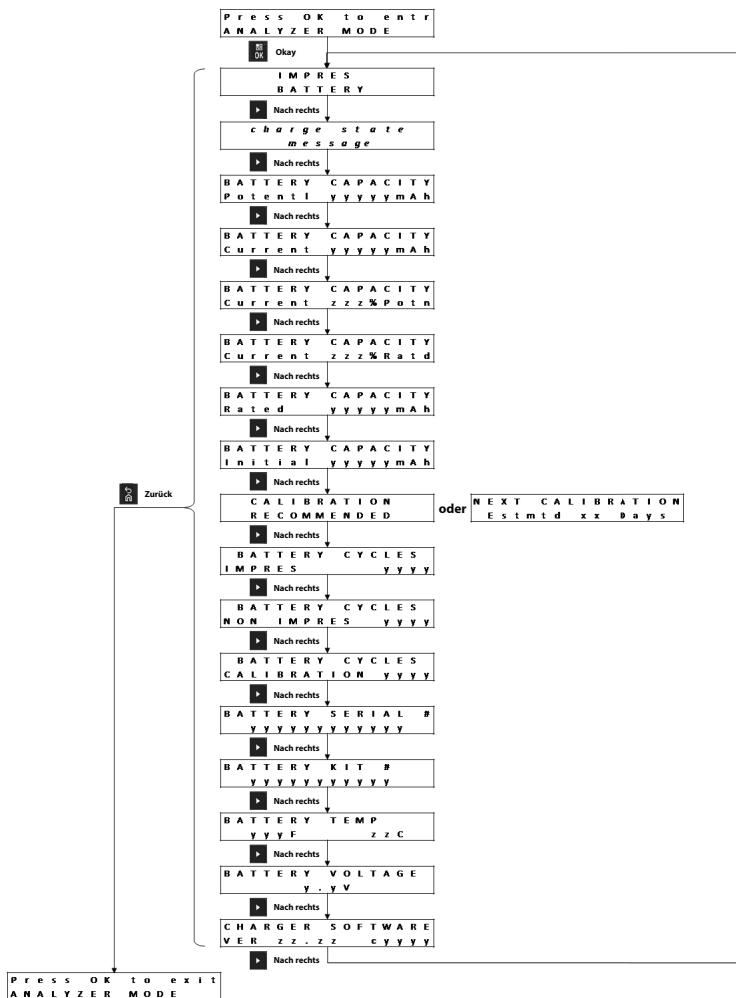 Press OK to entr
ANALYZER MODE
Okay
IMPRES
BATTERY
Nach rechts
charge state
message
Nach rechts
BATTERY CAPACITY
Potentl yyyyymAh
Nach rechts
BATTERY CAPACITY
Current yyyyymAh
Nach rechts
BATTERY CAPACITY
Current zzz%Potn
Nach rechts
BATTERY CAPACITY
Current zzz%Ratd
Nach rechts
BATTERY CAPACITY
Rated yyyyymAh
Nach rechts
BATTERY CAPACITY
Initial yyyyymAh
Nach rechts
Zurück
CALIBRATION
RECOMMENDED
oder
NEXT CALIBRATION
Estmtd xx Days
Nach rechts
BATTERY CYCLES
IMPRES yyyy
Nach rechts
BATTERY CYCLES
NON IMPRES yyyy
Nach rechts
BATTERY CYCLES
CALIBRATION yyyy
Nach rechts
BATTERY SERIAL #
yyyyyyyyyyyy
Nach rechts
BATTERY KIT #
yyyyyyyyyyy
Nach rechts
BATTERY TEMP
yyyF zzC
Nach rechts
BATTERY VOLTAGE
y.yV
Nach rechts
CHARGER SOFTWARE
VER zz.zz cyyyy
Nach rechts
Press OK to exit
ANALYZER MODE